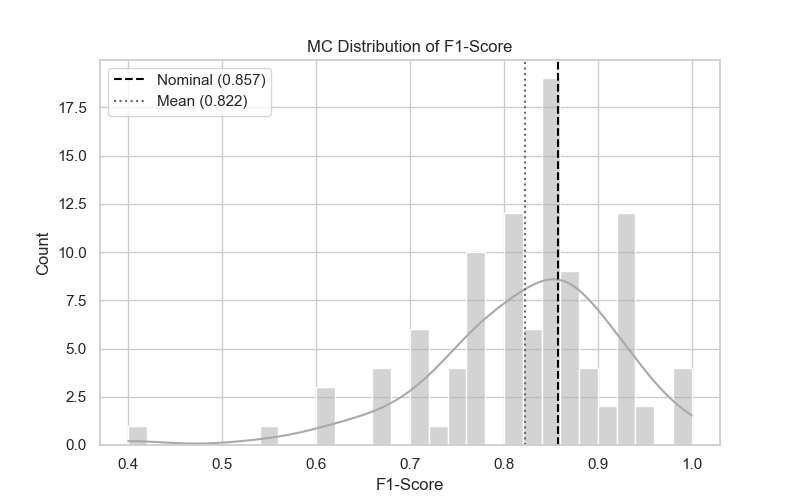 MC Distribution of F1-Score
Nominal (0.857)
Mean (0.822)
Count
17.5
15.0
12.5
10.0
7.5
5.0
2.5
0.0
0.4 0.5 0.6 0.7 0.8 0.9 1.0
F1-Score